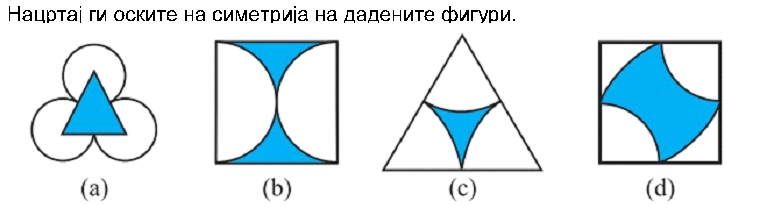 Нацртај ги оските на симетрија на дадените фигури.
(a) (b) (c) (d)